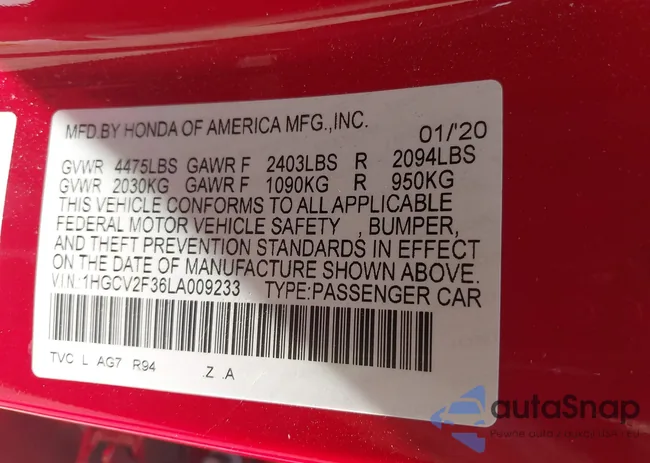 MFD.BY HONDA OF AMERICA MFG.,INC. 01/'20
GVWR 4475LBS GAWR F 2403LBS R 2094LBS
GVWR 2030KG GAWR F 1090KG R 950KG
THIS VEHICLE CONFORMS TO ALL APPLICABLE
FEDERAL MOTOR VEHICLE SAFETY , BUMPER,
AND THEFT PREVENTION STANDARDS IN EFFECT
ON THE DATE OF MANUFACTURE SHOWN ABOVE.
VIN:1HGCV2F36LA009233 TYPE:PASSENGER CAR
TVC L AG7 R94 .Z .A
autaSnap